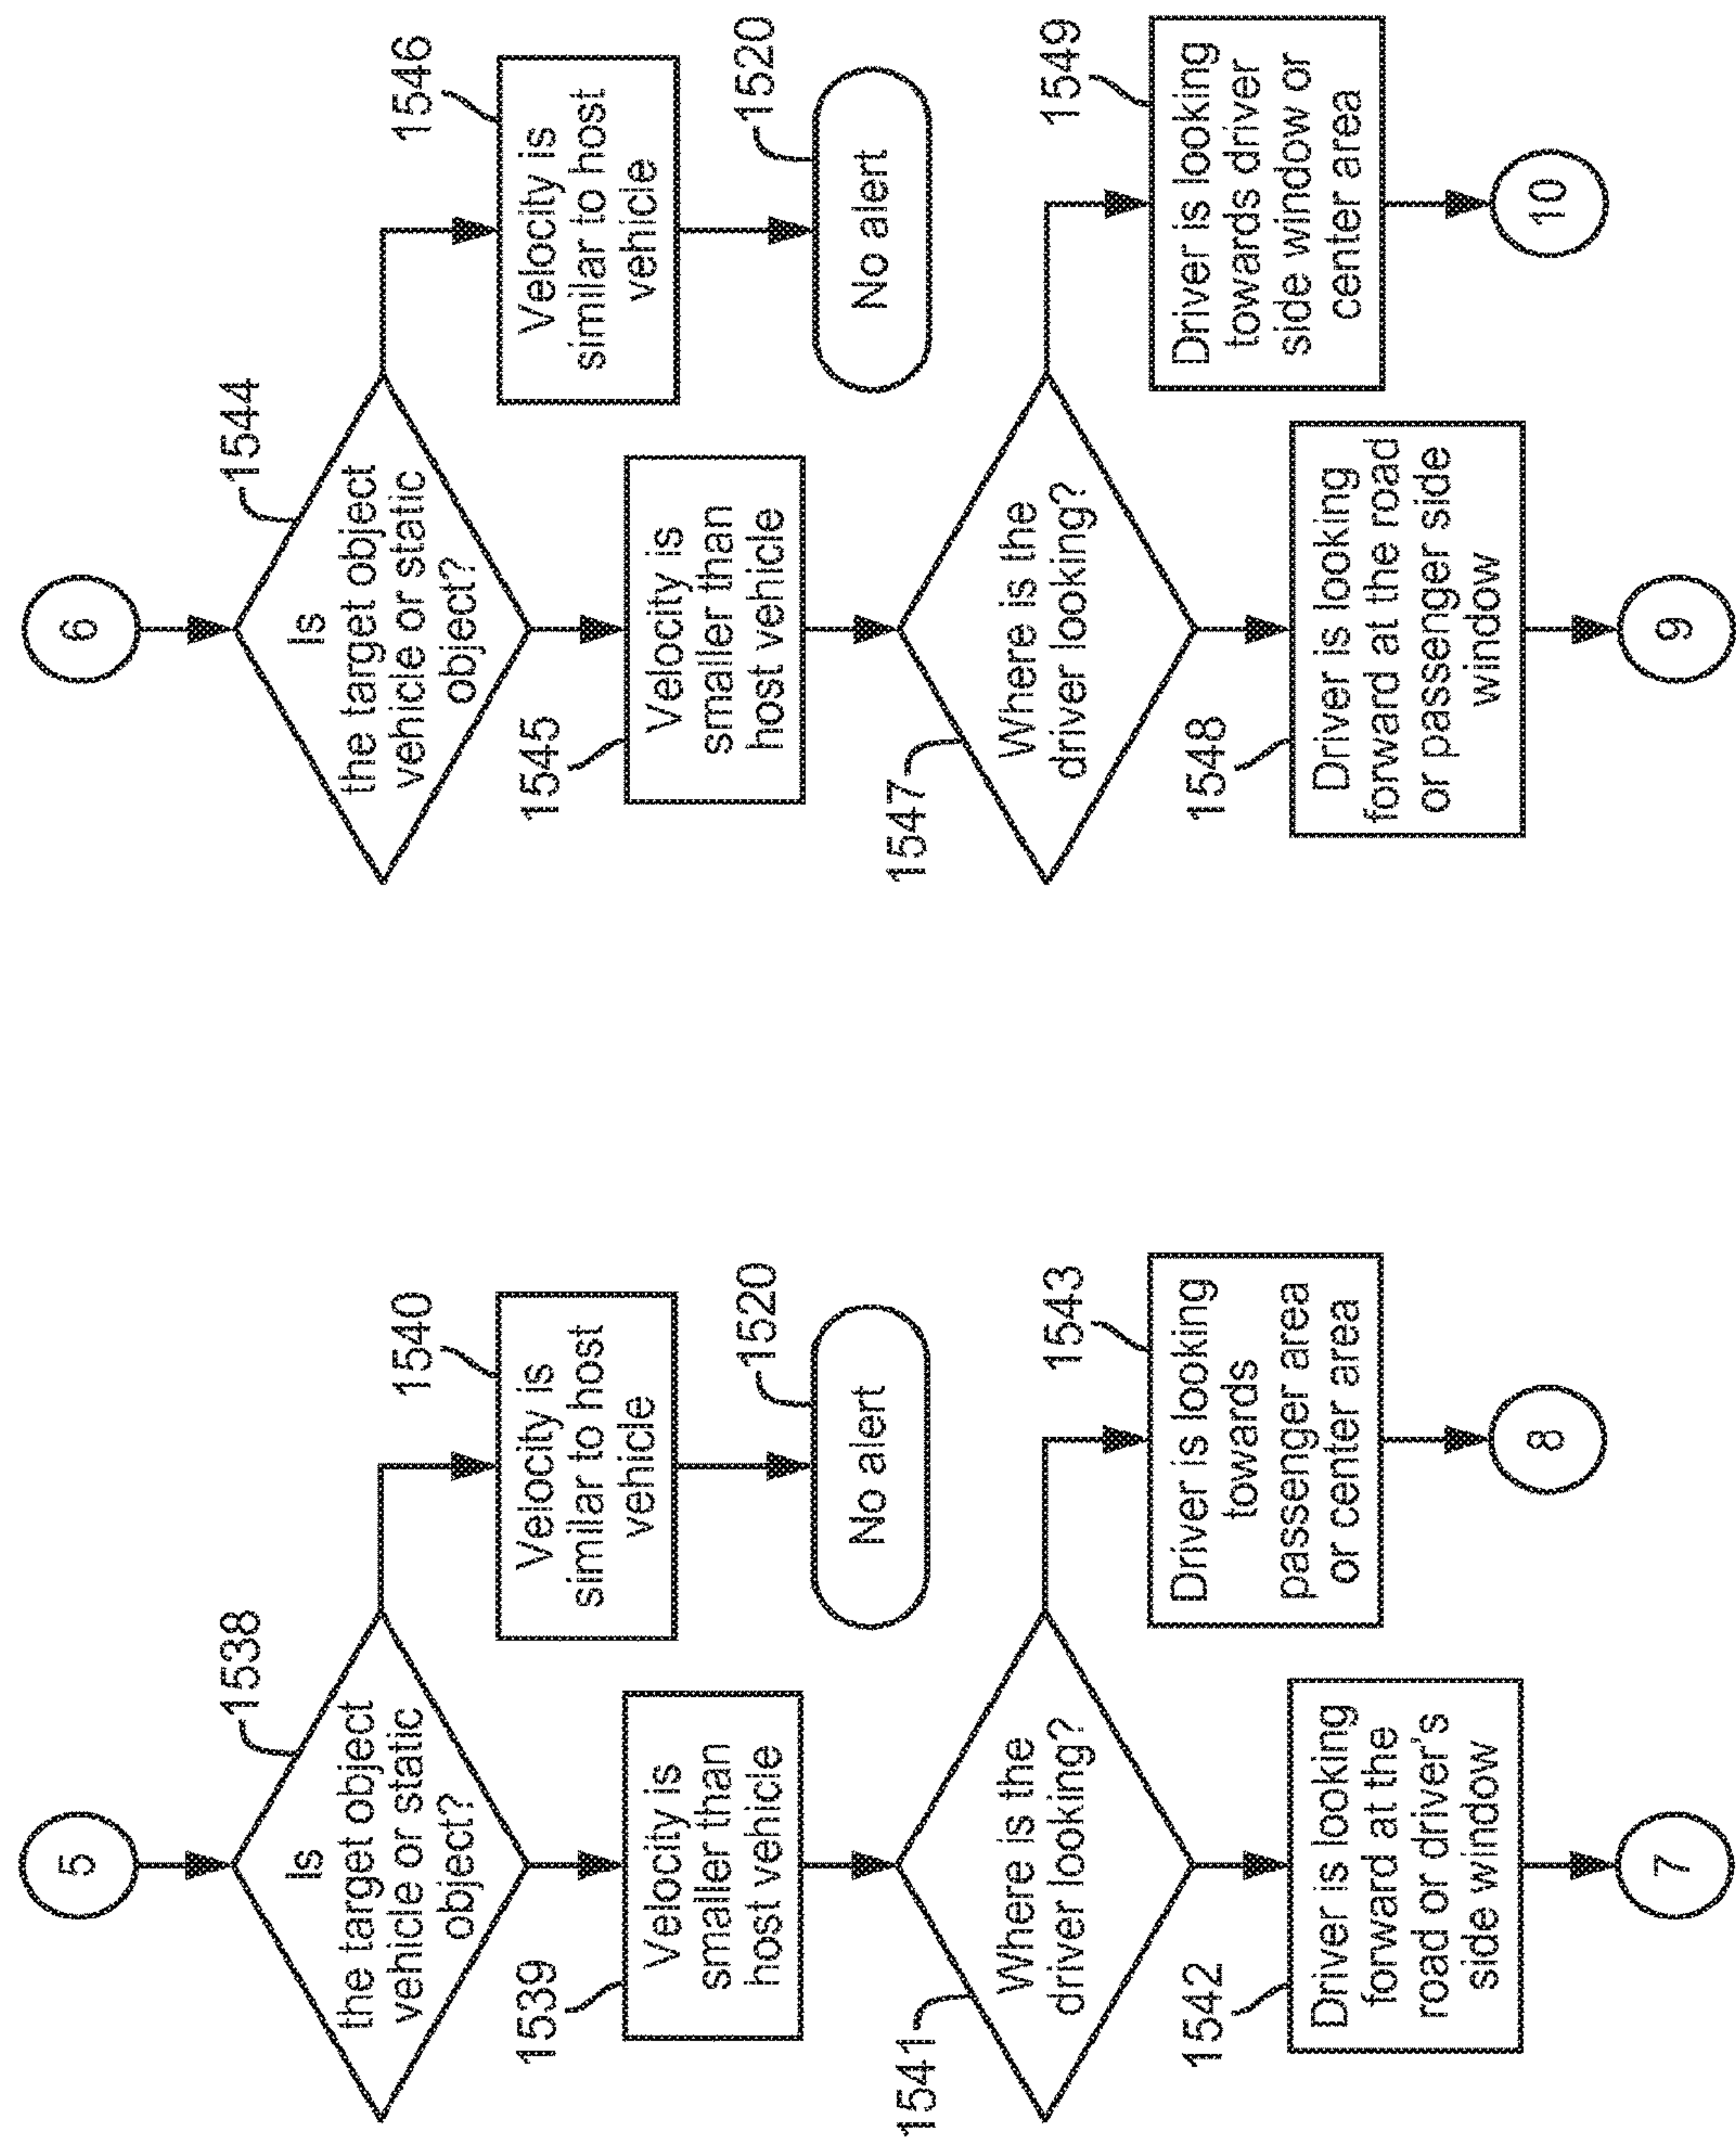 5
1538
Is
the target object
vehicle or static
object?
1539
Velocity is
smaller than
host vehicle
1540
Velocity is
similar to host
vehicle
1520
No alert
1541
Where is the
driver looking?
1542
Driver is looking
forward at the
road or driver's
side window
1543
Driver is looking
towards
passenger area
or center area
7
8
6
1544
Is
the target object
vehicle or static
object?
1545
Velocity is
smaller than
host vehicle
1546
Velocity is
similar to host
vehicle
1520
No alert
1547
Where is the
driver looking?
1548
Driver is looking
forward at the road
or passenger side
window
1549
Driver is looking
towards driver
side window or
center area
9
10